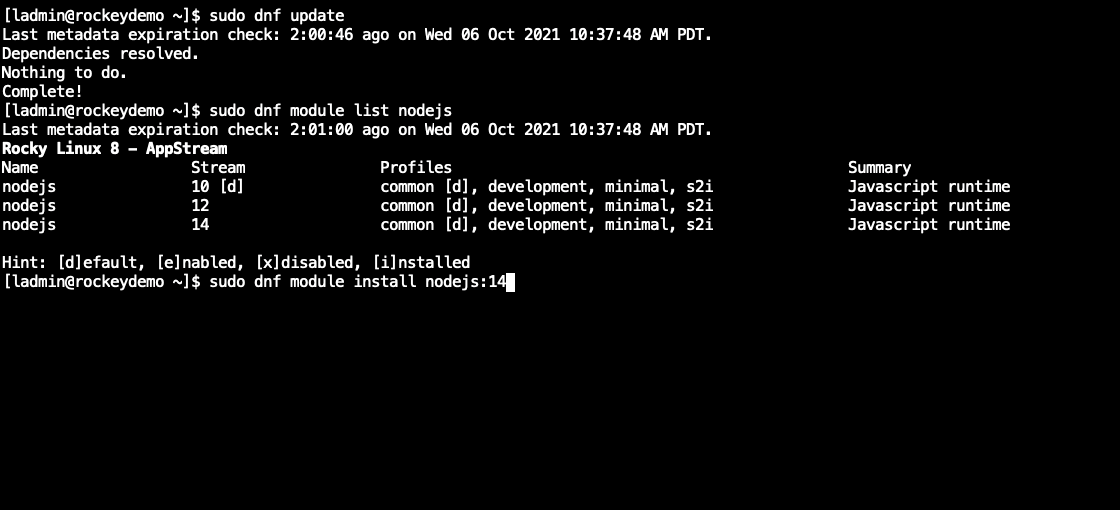 [ladmin@rockeydemo ~]$ sudo dnf update
Last metadata expiration check: 2:00:46 ago on Wed 06 Oct 2021 10:37:48 AM PDT.
Dependencies resolved.
Nothing to do.
Complete!
[ladmin@rockeydemo ~]$ sudo dnf module list nodejs
Last metadata expiration check: 2:01:00 ago on Wed 06 Oct 2021 10:37:48 AM PDT.
Rocky Linux 8 - AppStream
Name Stream Profiles Summary
nodejs 10 [d] common [d], development, minimal, s2i Javascript runtime
nodejs 12 common [d], development, minimal, s2i Javascript runtime
nodejs 14 common [d], development, minimal, s2i Javascript runtime
Hint: [d]efault, [e]nabled, [x]disabled, [i]nstalled
[ladmin@rockeydemo ~]$ sudo dnf module install nodejs:14